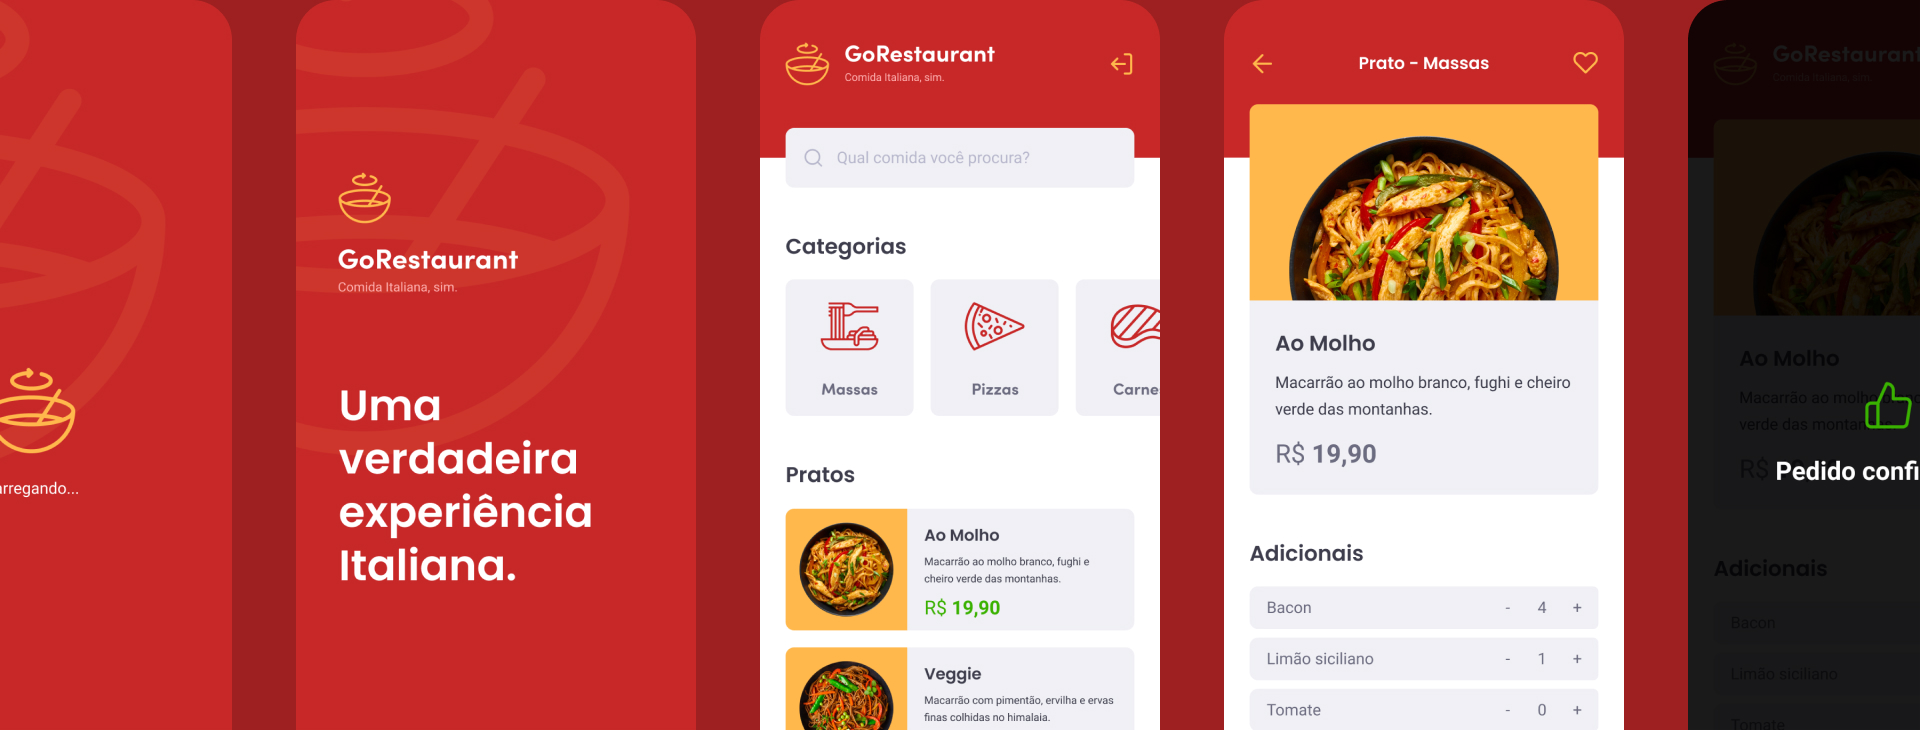 arregando...
GoRestaurant
Comida Italiana, sim.
Uma
verdadeira
experiência
Italiana.
GoRestaurant
Comida Italiana, sim.
Qual comida você procura?
Categorias
Massas
Pizzas
Carne
Pratos
Ao Molho
Macarrão ao molho branco, fughi e
cheiro verde das montanhas.
R$ 19,90
Veggie
Macarrão com pimentão, ervilha e ervas
finas colhidas no himalaia.
Prato - Massas
Ao Molho
Macarrão ao molho branco, fughi e cheiro
verde das montanhas.
R$ 19,90
Adicionais
Bacon - 4 +
Limão siciliano - 1 +
Tomate - 0 +
GoRestaurant
Comida Italiana, sim.
Ao Molho
Macarrão ao molho
verde das montan
R$
Pedido confi
Adicionais
Bacon
Limão siciliano
Tomate